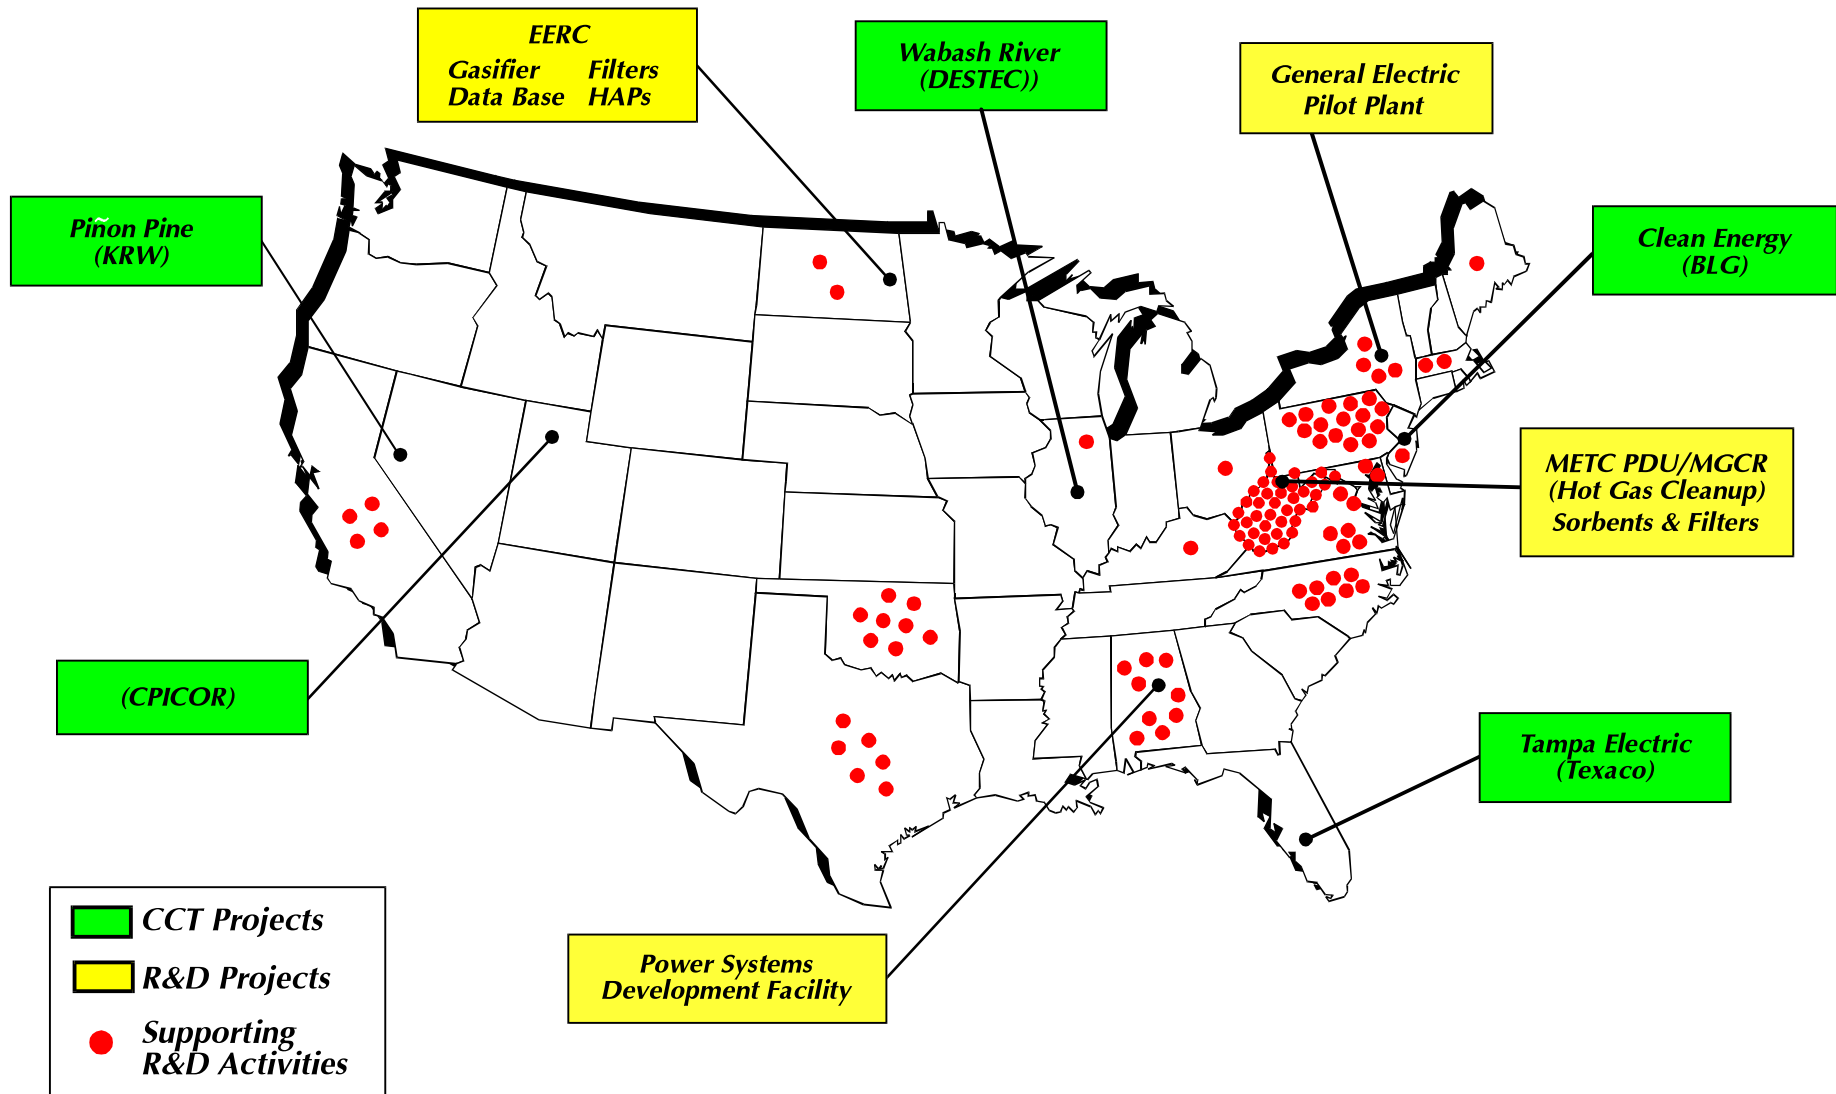 EERC
Gasifier Filters
Data Base HAPs
Wabash River
(DESTEC))
General Electric
Pilot Plant
Piñon Pine
(KRW)
Clean Energy
(BLG)
METC PDU/MGCR
(Hot Gas Cleanup)
Sorbents & Filters
(CPICOR)
Tampa Electric
(Texaco)
Power Systems
Development Facility
CCT Projects
R&D Projects
Supporting
R&D Activities